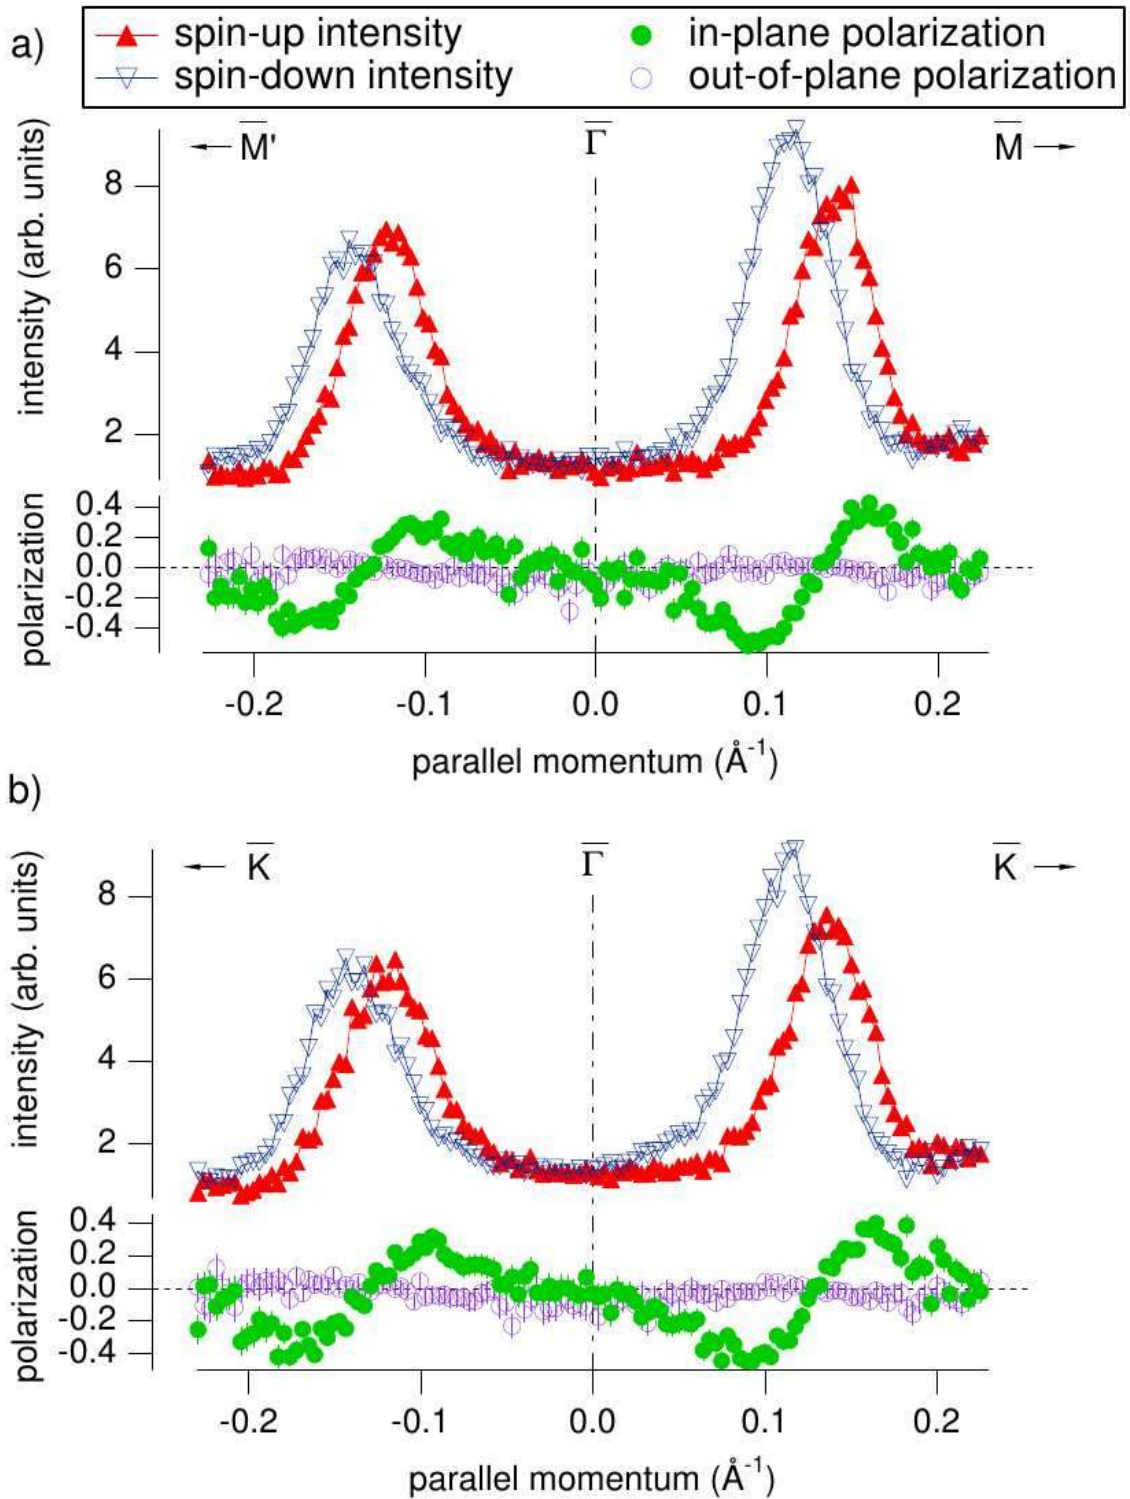 a)
spin-up intensity
in-plane polarization
spin-down intensity
out-of-plane polarization
M̅'
Γ̅
M̅
intensity (arb. units)
8
6
4
2
polarization
0.4
0.2
0.0
-0.2
-0.4
-0.2
-0.1
0.0
0.1
0.2
parallel momentum (Å⁻¹)
b)
K̅
Γ̅
K̅
intensity (arb. units)
8
6
4
2
polarization
0.4
0.2
0.0
-0.2
-0.4
-0.2
-0.1
0.0
0.1
0.2
parallel momentum (Å⁻¹)